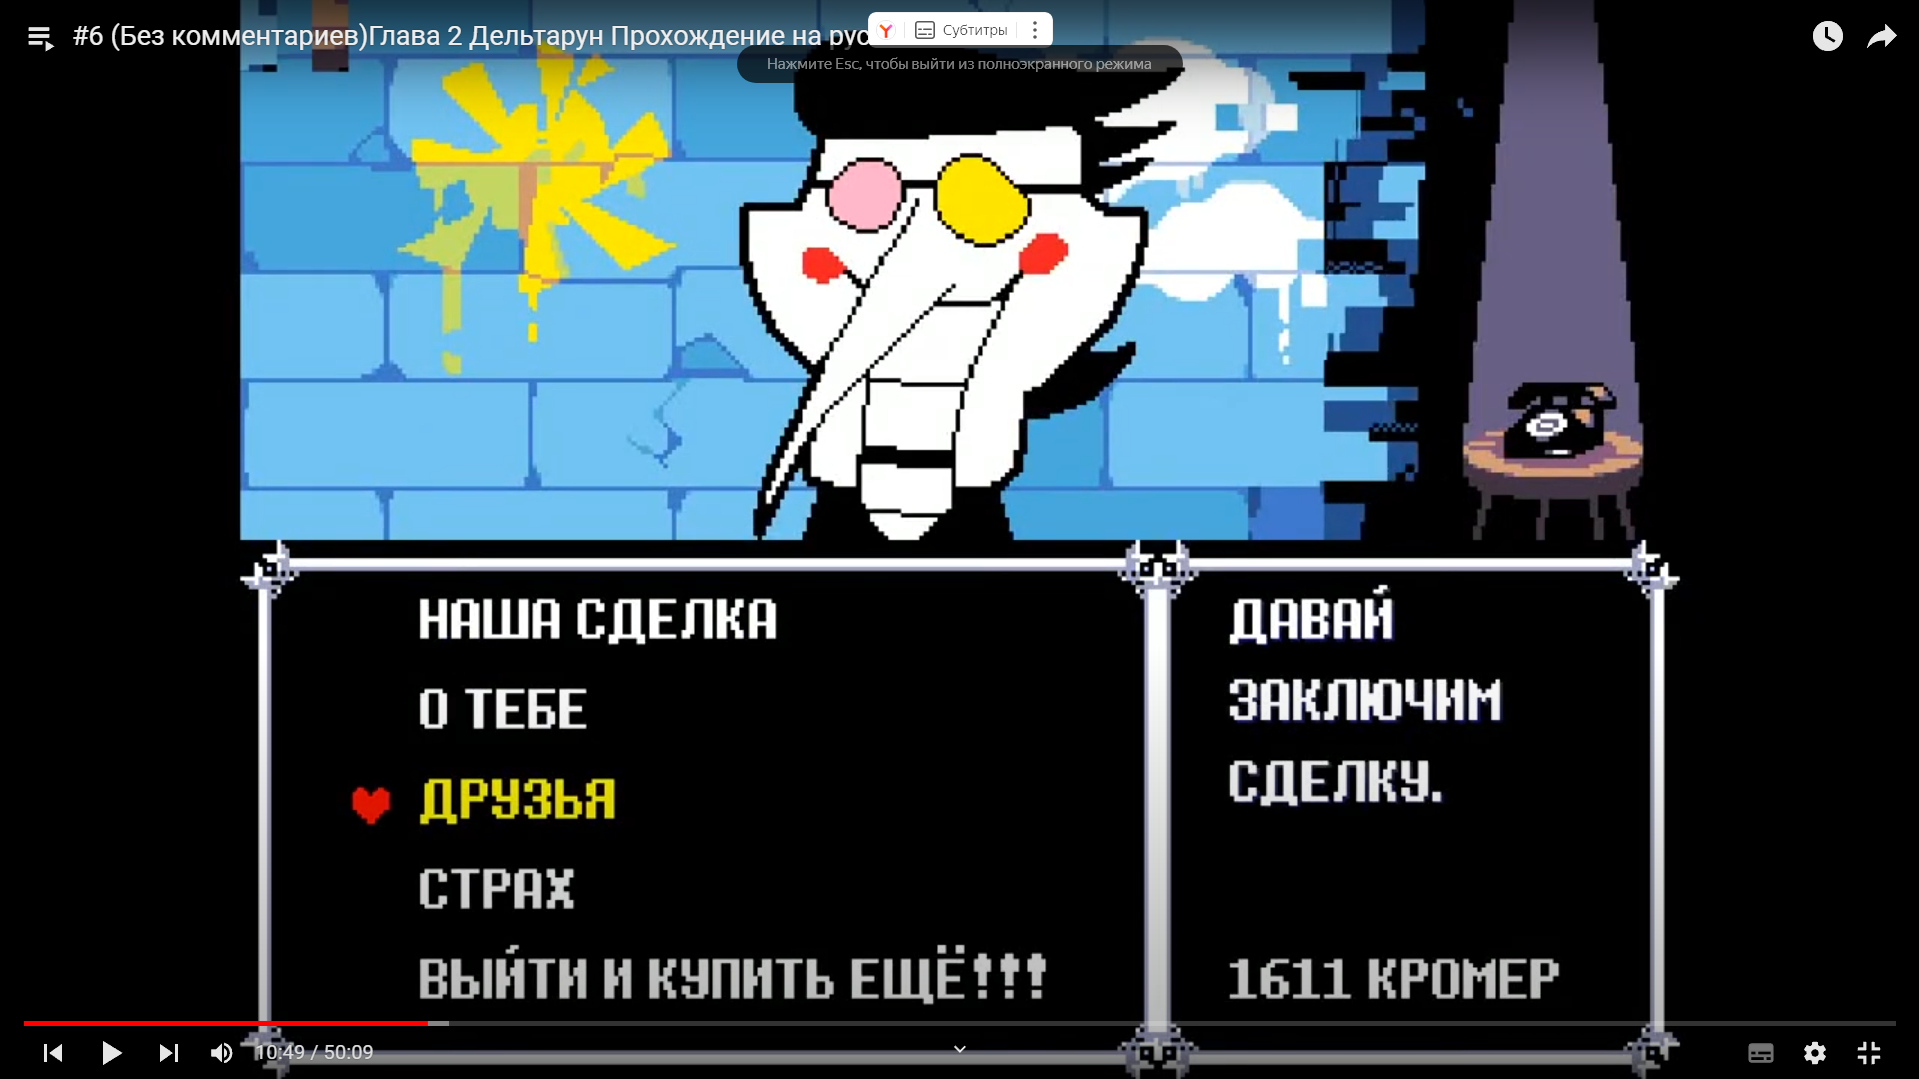 #6 (Без комментариев)Глава 2 Дельтарун Прохождение на рус
Субтитры
Нажмите Esc, чтобы выйти из полноэкранного режима
НАША СДЕЛКА
О ТЕБЕ
ДРУЗЬЯ
СТРАХ
ВЫЙТИ И КУПИТЬ ЕЩЁ!!!
ДАВАЙ
ЗАКЛЮЧИМ
СДЕЛКУ.
1611 КРОМЕР
10:49 / 50:09